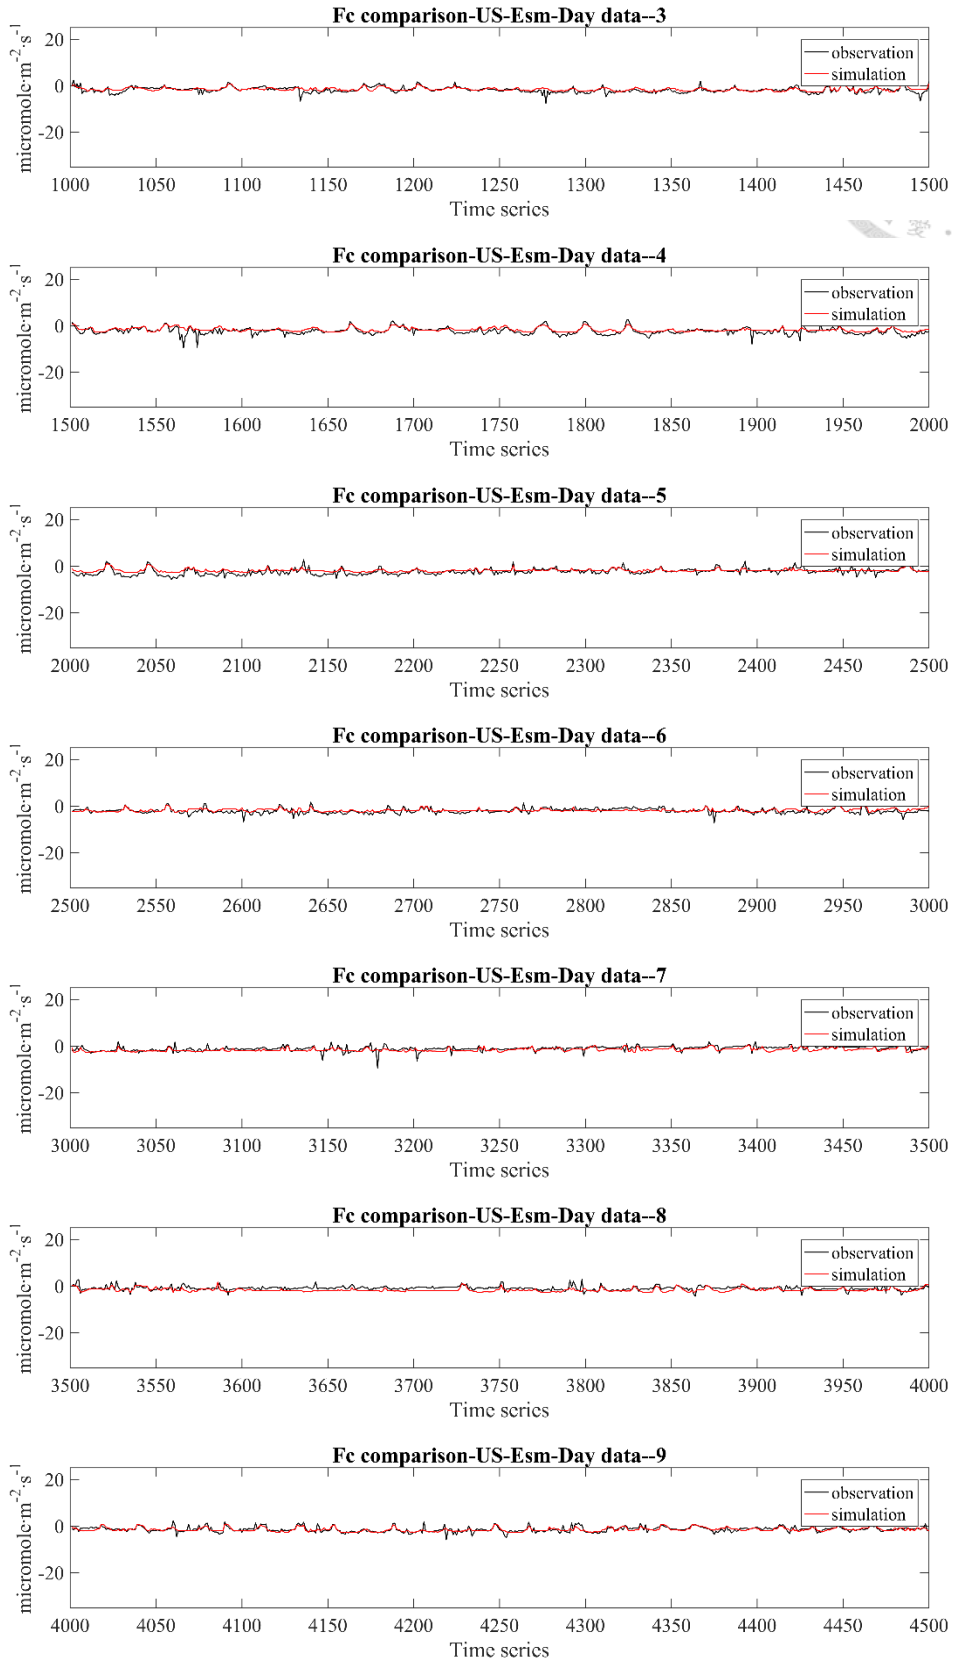 Fc comparison-US-Esm-Day data--3
micromole·m⁻²·s⁻¹
20
0
-20
observation
simulation
1000 1050 1100 1150 1200 1250 1300 1350 1400 1450 1500
Time series
愛
Fc comparison-US-Esm-Day data--4
micromole·m⁻²·s⁻¹
20
0
-20
observation
simulation
1500 1550 1600 1650 1700 1750 1800 1850 1900 1950 2000
Time series
Fc comparison-US-Esm-Day data--5
micromole·m⁻²·s⁻¹
20
0
-20
observation
simulation
2000 2050 2100 2150 2200 2250 2300 2350 2400 2450 2500
Time series
Fc comparison-US-Esm-Day data--6
micromole·m⁻²·s⁻¹
20
0
-20
observation
simulation
2500 2550 2600 2650 2700 2750 2800 2850 2900 2950 3000
Time series
Fc comparison-US-Esm-Day data--7
micromole·m⁻²·s⁻¹
20
0
-20
observation
simulation
3000 3050 3100 3150 3200 3250 3300 3350 3400 3450 3500
Time series
Fc comparison-US-Esm-Day data--8
micromole·m⁻²·s⁻¹
20
0
-20
observation
simulation
3500 3550 3600 3650 3700 3750 3800 3850 3900 3950 4000
Time series
Fc comparison-US-Esm-Day data--9
micromole·m⁻²·s⁻¹
20
0
-20
observation
simulation
4000 4050 4100 4150 4200 4250 4300 4350 4400 4450 4500
Time series